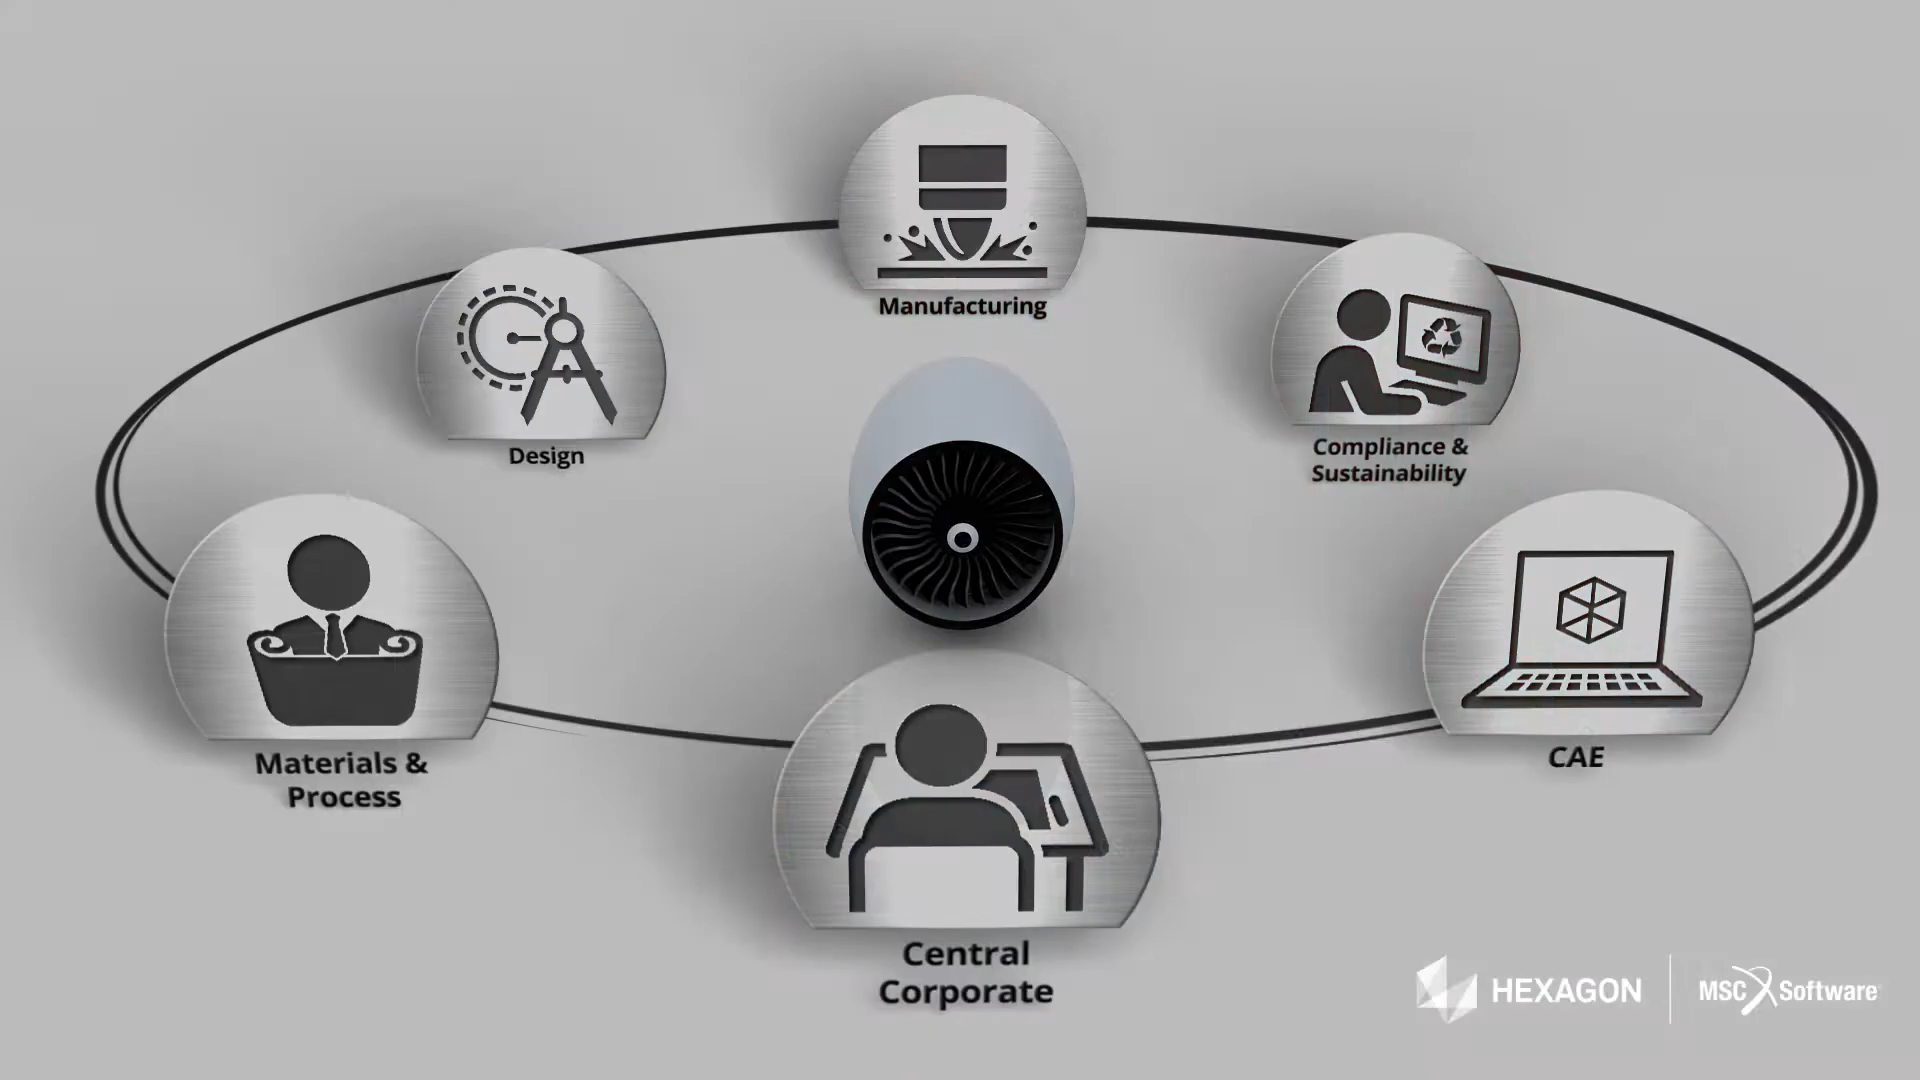 Manufacturing
Design
Compliance &
Sustainability
Materials &
Process
CAE
Central
Corporate
HEXAGON
MSC Software